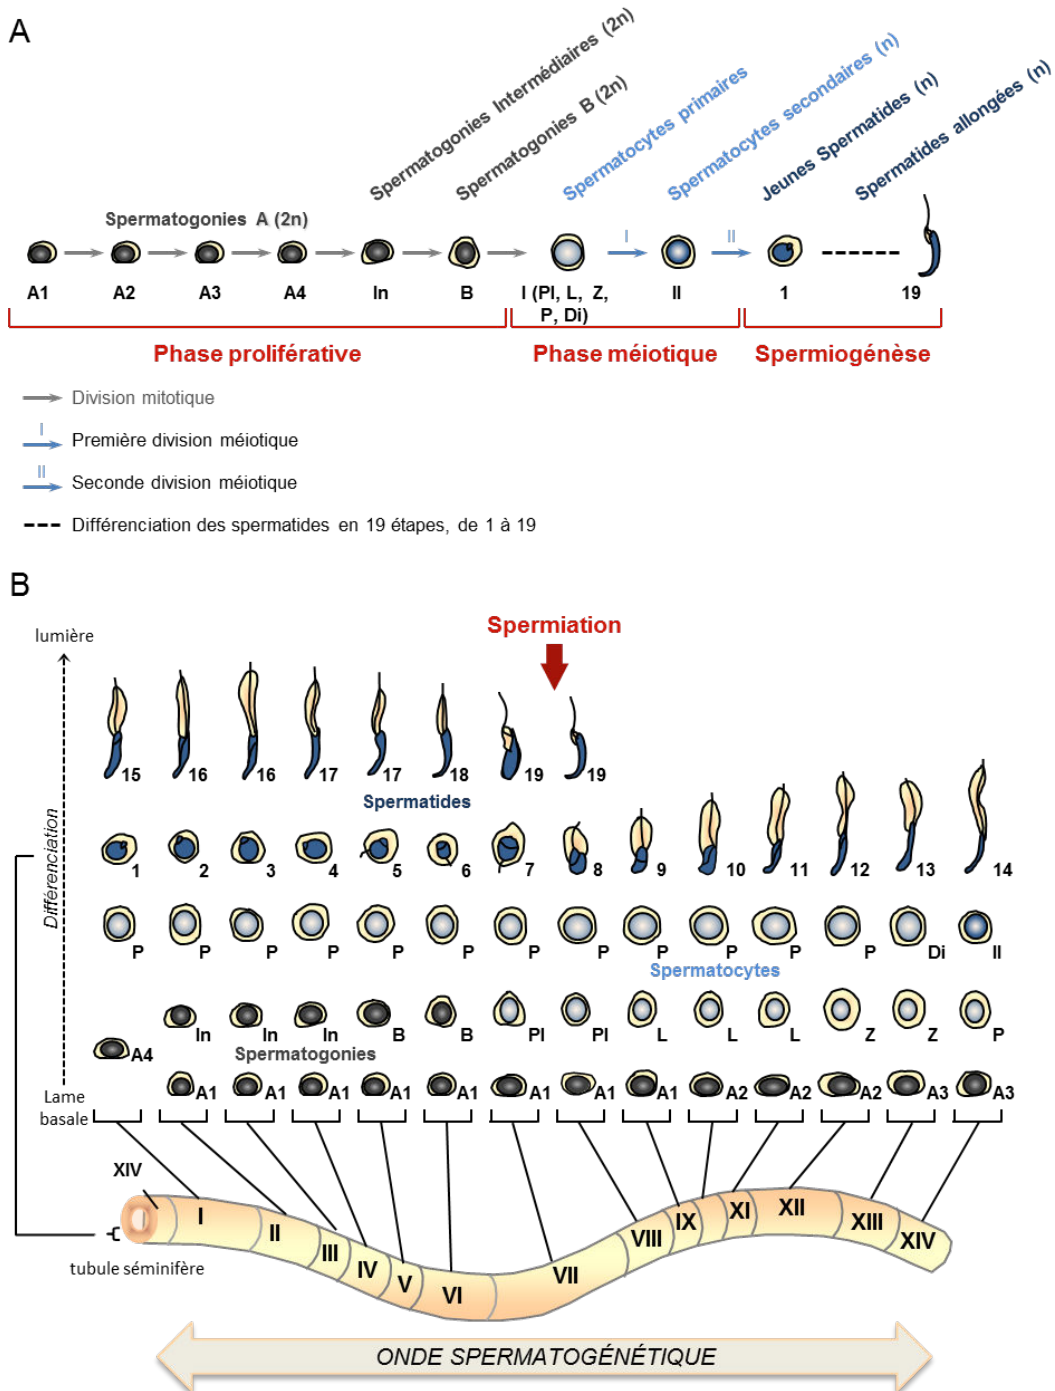 A
Spermatogonies Intermédiaires (2n)
Spermatogonies B (2n)
Spermatocytes primaires
Spermatocytes secondaires (n)
Jeunes Spermatides (n)
Spermatides allongées (n)
Spermatogonies A (2n)
I II
A1 A2 A3 A4 In B I (Pl, L, Z, II 1 19
P, Di)
Phase proliférative Phase méiotique Spermiogénèse
Division mitotique
I
Première division méiotique
II
Seconde division méiotique
Différenciation des spermatides en 19 étapes, de 1 à 19
B
Spermiation
lumière
15 16 16 17 17 18 19 19
Spermatides
Différenciation
1 2 3 4 5 6 7 8 9 10 11 12 13 14
P P P P P P P P P P P P Di II
Spermatocytes
In In In B B Pl Pl L L L Z Z P
A4
Spermatogonies
Lame
basale
A1 A1 A1 A1 A1 A1 A1 A1 A2 A2 A2 A3 A3
XIV
I II III IV V VI VII VIII IX XI XII XIII XIV
tubule séminifère
ONDE SPERMATOGÉNÉTIQUE